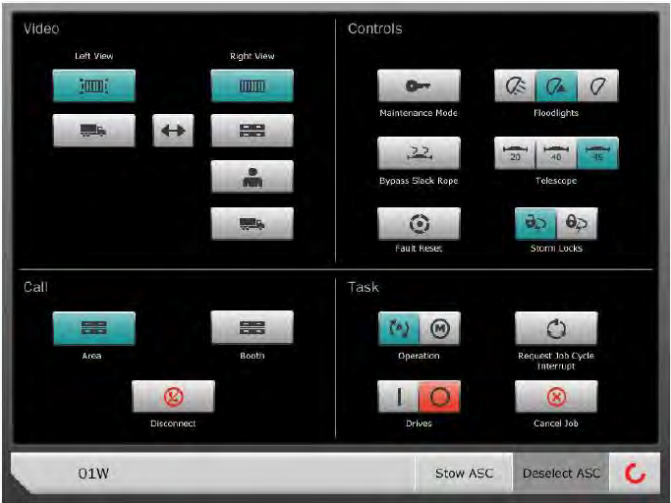 Video
Left View
Right View
Controls
Maintenance Mode
Floodlights
Bypass Slack Rope
20 40 45
Telescope
Fault Reset
Storm Locks
Call
Area
Booth
Disconnect
Task
A M
Operation
Request Job Cycle
Interrupt
Drives
Cancel Job
01W
Stow ASC
Deselect ASC